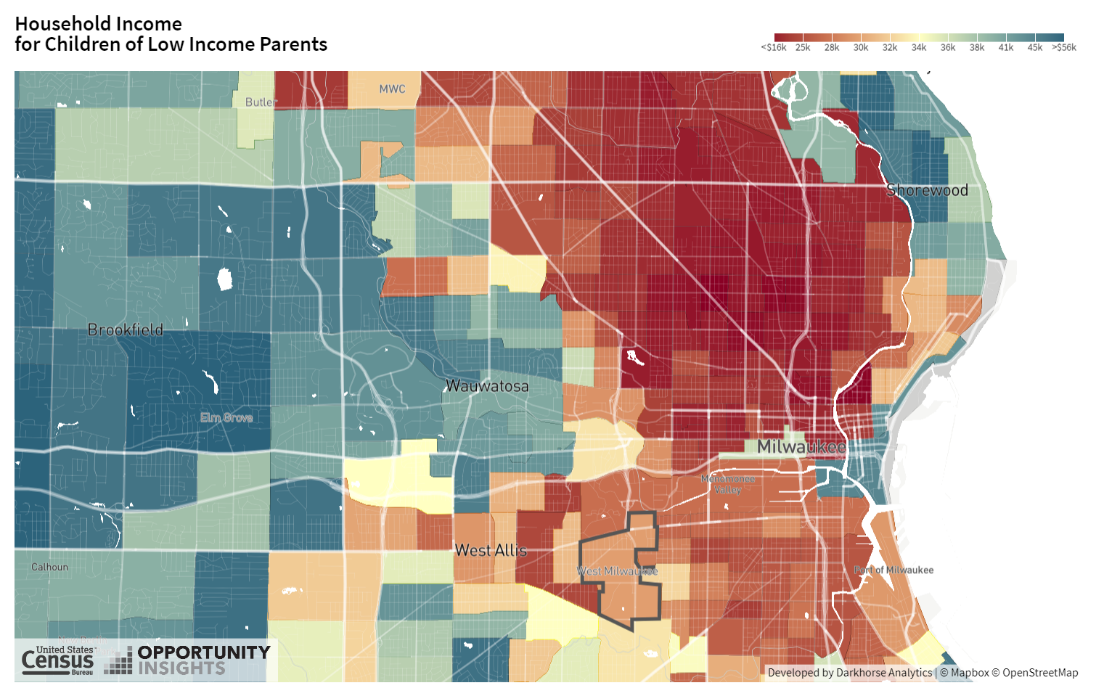 Household Income
for Children of Low Income Parents
<$16k 25k 28k 30k 32k 34k 36k 38k 41k 45k >$56k
MWC
Butler
Shorewood
Brookfield
Wauwatosa
Elm Grove
Milwaukee
Menomonee
Valley
West Allis
Calhoun
West Milwaukee
Port of Milwaukee
United States®
Census
Bureau
OPPORTUNITY
INSIGHTS
Developed by Darkhorse Analytics | © Mapbox © OpenStreetMap